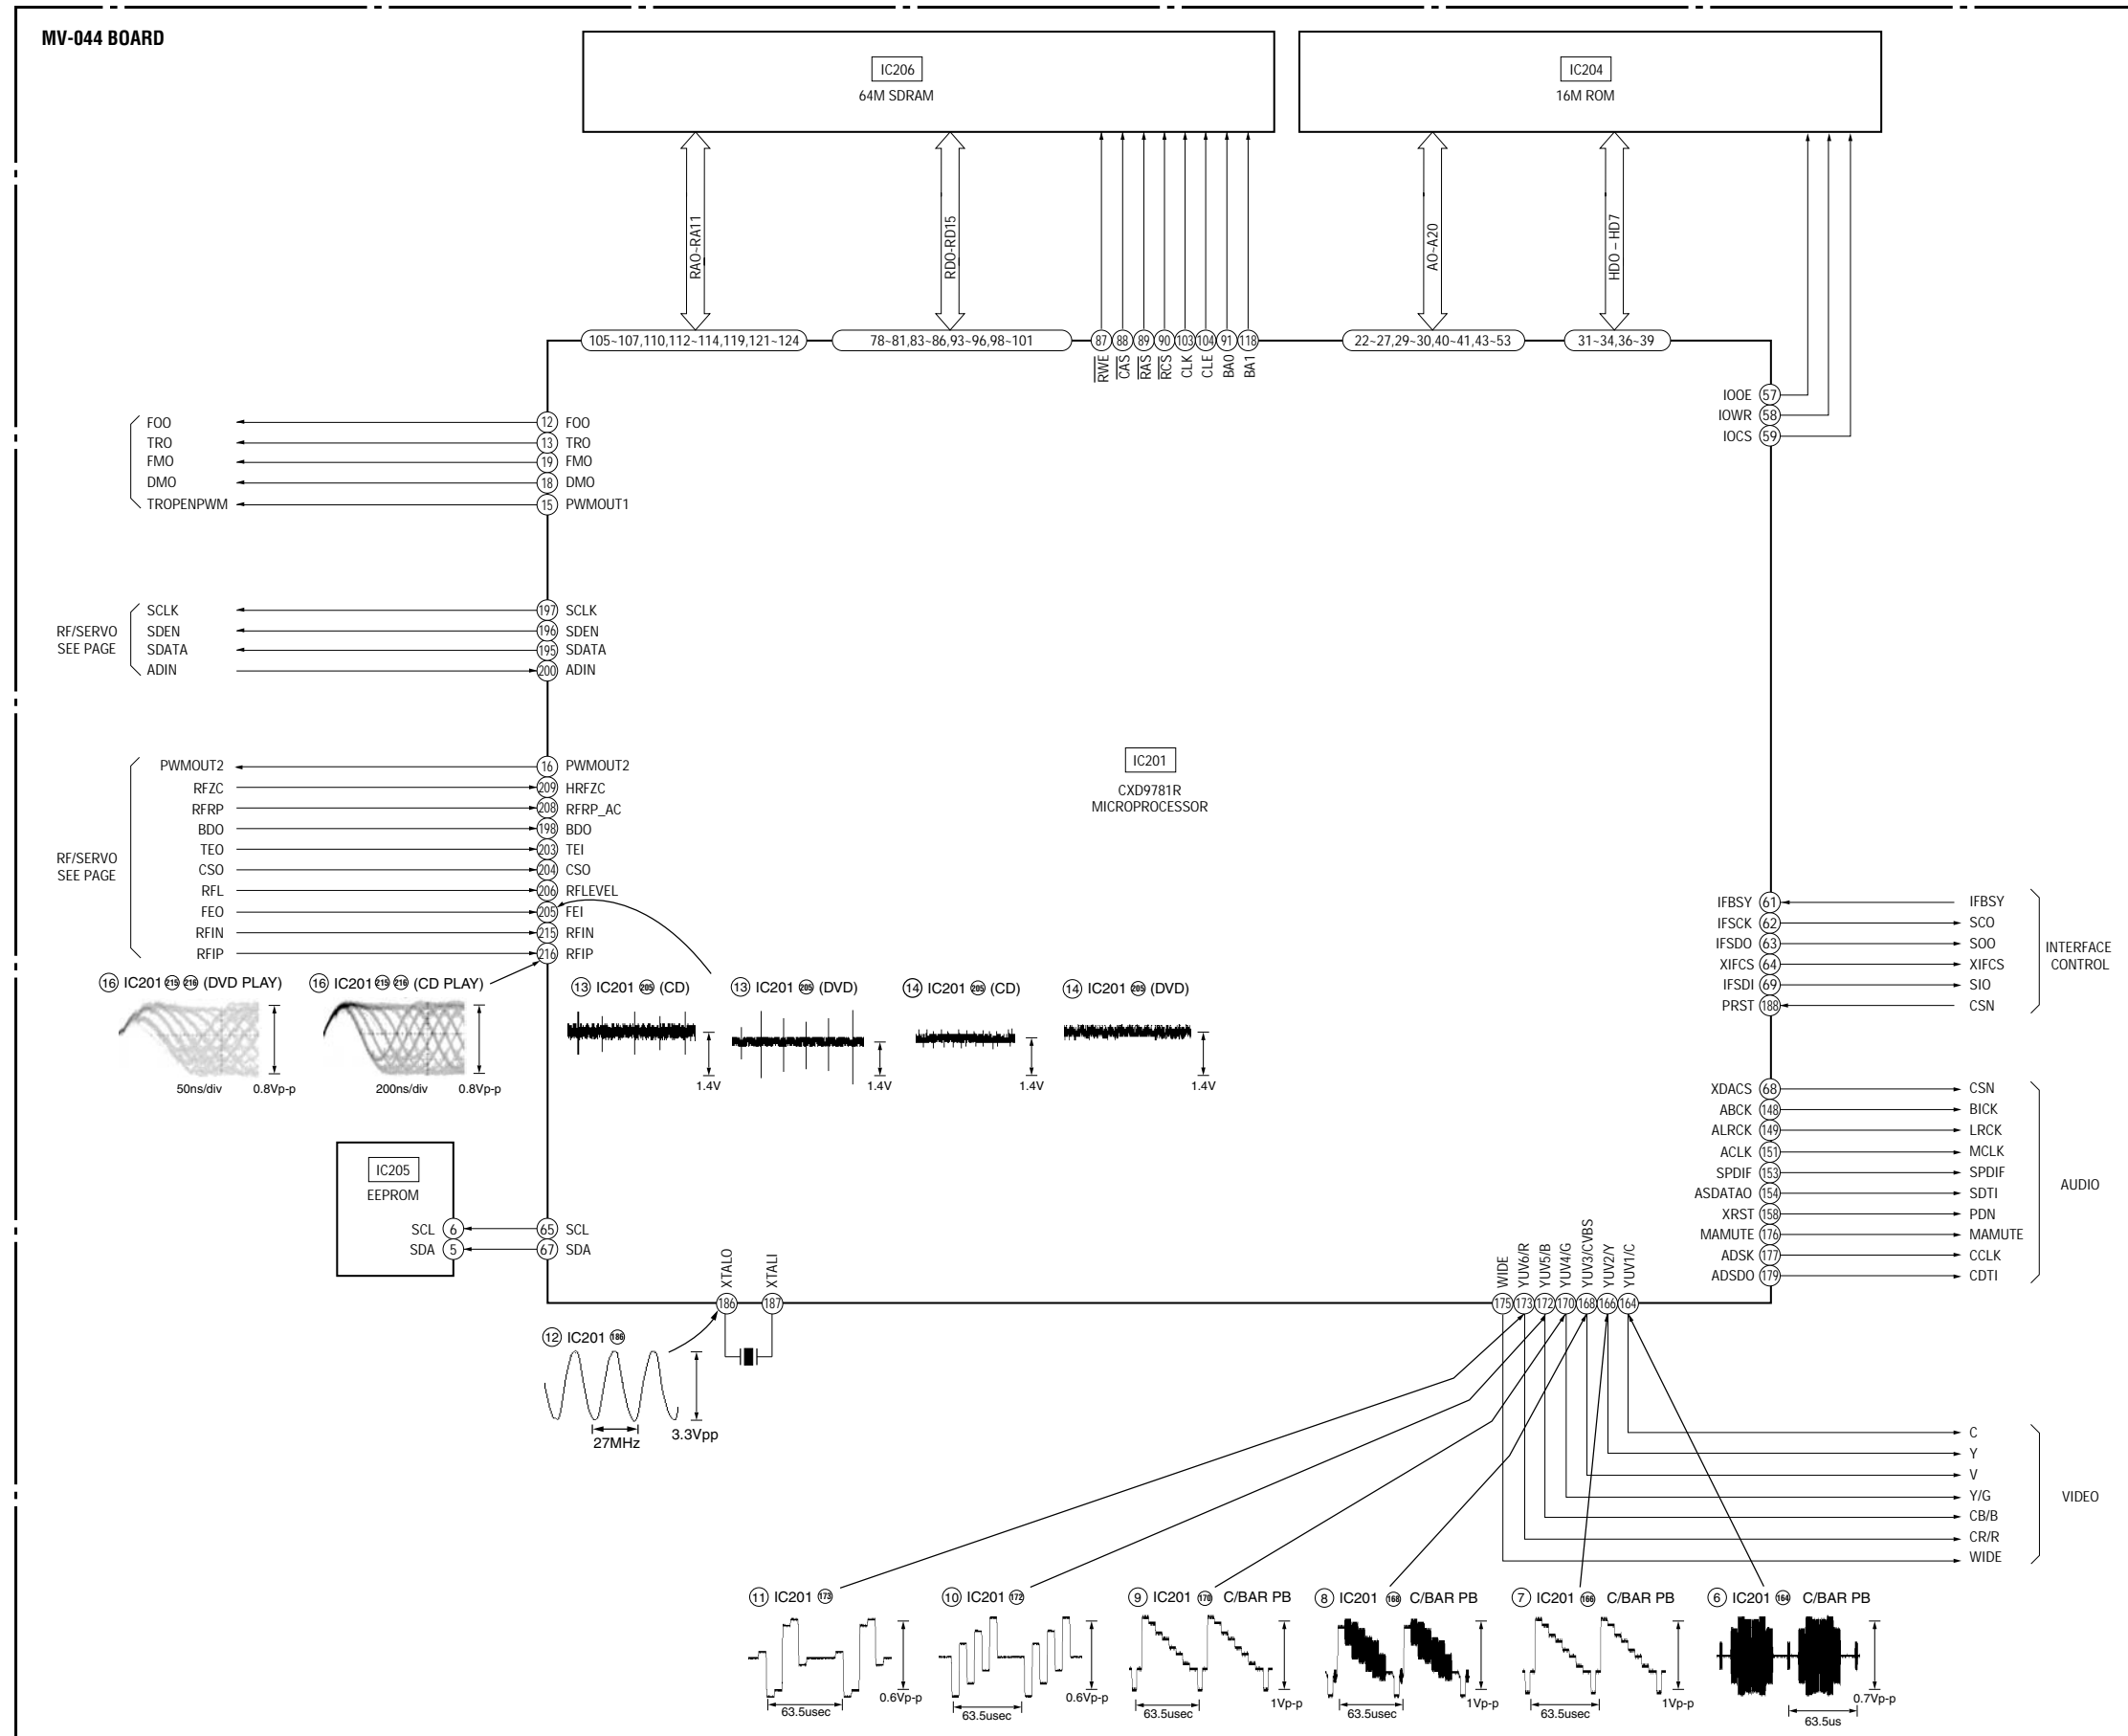 MV-044 BOARD
IC206
64M SDRAM
IC204
16M ROM
RAO~RA11
RDO-RD15
AO~A20
HDO – HD7
105~107,110,112~114,119,121~124
78~81,83~86,93~96,98~101
87 88 89 90 103 104 91 118
22~27,29~30,40~41,43~53
31~34,36~39
RWE
CAS
RAS
RCS
CLK
CLE
BA0
BA1
IOOE 57
IOWR 58
IOCS 59
FOO 12 FOO
TRO 13 TRO
FMO 19 FMO
DMO 18 DMO
TROPENPWM 15 PWMOUT1
RF/SERVO
SEE PAGE
SCLK 197 SCLK
SDEN 196 SDEN
SDATA 195 SDATA
ADIN 200 ADIN
IC201
CXD9781R
MICROPROCESSOR
RF/SERVO
SEE PAGE
PWMOUT2 16 PWMOUT2
RFZC 209 HRFZC
RFRP 208 RFRP_AC
BDO 198 BDO
TEO 203 TEI
CSO 204 CSO
RFL 206 RFLEVEL
FEO 205 FEI
RFIN 215 RFIN
RFIP 216 RFIP
IFBSY 61 IFBSY
IFSCK 62 SCO
IFSDO 63 SOO
XIFCS 64 XIFCS
IFSDI 69 SIO
PRST 188 CSN
INTERFACE
CONTROL
16 IC201 215 216 (DVD PLAY)
50ns/div 0.8Vp-p
16 IC201 215 216 (CD PLAY)
200ns/div 0.8Vp-p
13 IC201 205 (CD)
1.4V
13 IC201 205 (DVD)
1.4V
14 IC201 205 (CD)
1.4V
14 IC201 205 (DVD)
1.4V
XDACS 68 CSN
ABCK 148 BICK
ALRCK 149 LRCK
ACLK 151 MCLK
SPDIF 153 SPDIF
ASDATAO 154 SDTI
XRST 158 PDN
MAMUTE 176 MAMUTE
ADSK 177 CCLK
ADSDO 179 CDTI
AUDIO
IC205
EEPROM
SCL 6 65 SCL
SDA 5 67 SDA
XTALO
XTALI
186 187
WIDE
YUV6/R
YUV5/B
YUV4/G
YUV3/CVBS
YUV2/Y
YUV1/C
175 173 172 170 168 166 164
12 IC201 186
27MHz
3.3Vpp
C
Y
V
Y/G
CB/B
CR/R
WIDE
VIDEO
11 IC201 173
63.5usec
0.6Vp-p
10 IC201 172
63.5usec
0.6Vp-p
9 IC201 170 C/BAR PB
63.5usec
1Vp-p
8 IC201 168 C/BAR PB
63.5usec
1Vp-p
7 IC201 166 C/BAR PB
63.5usec
1Vp-p
6 IC201 164 C/BAR PB
0.7Vp-p
63.5us